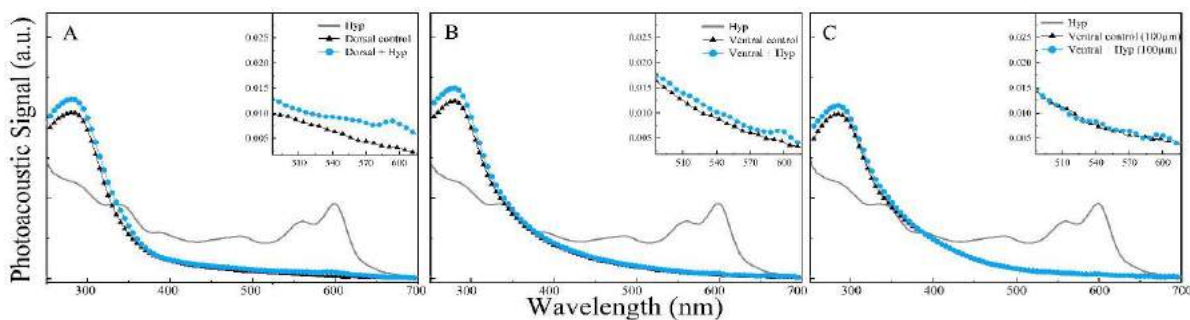 Photoacoustic Signal (a.u.)
A
Hyp
Dorsal control
Dorsal + Hyp
0.025
0.020
0.015
0.010
0.005
510 540 570 600
300 400 500 600 700
B
Hyp
Ventral control
Ventral + Hyp
0.025
0.020
0.015
0.010
0.005
510 540 570 600
300 400 500 600 700
C
Hyp
Ventral control (100μm)
Ventral + Hyp (100μm)
0.025
0.020
0.015
0.010
0.005
510 540 570 600
300 400 500 600 700
Wavelength (nm)